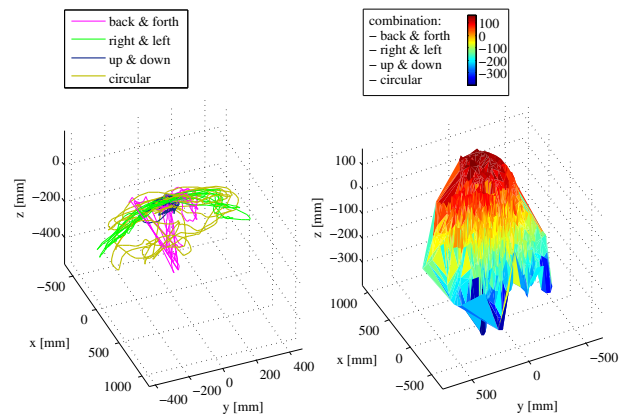 back & forth
right & left
up & down
circular
combination:
− back & forth
− right & left
− up & down
− circular
100
0
−100
−200
−300
0
−200
−400
z [mm]
−500
0
500
1000
x [mm]
−400
−200
0
200
400
y [mm]
100
0
−100
−200
−300
z [mm]
1000
500
0
−500
x [mm]
500
0
−500
y [mm]